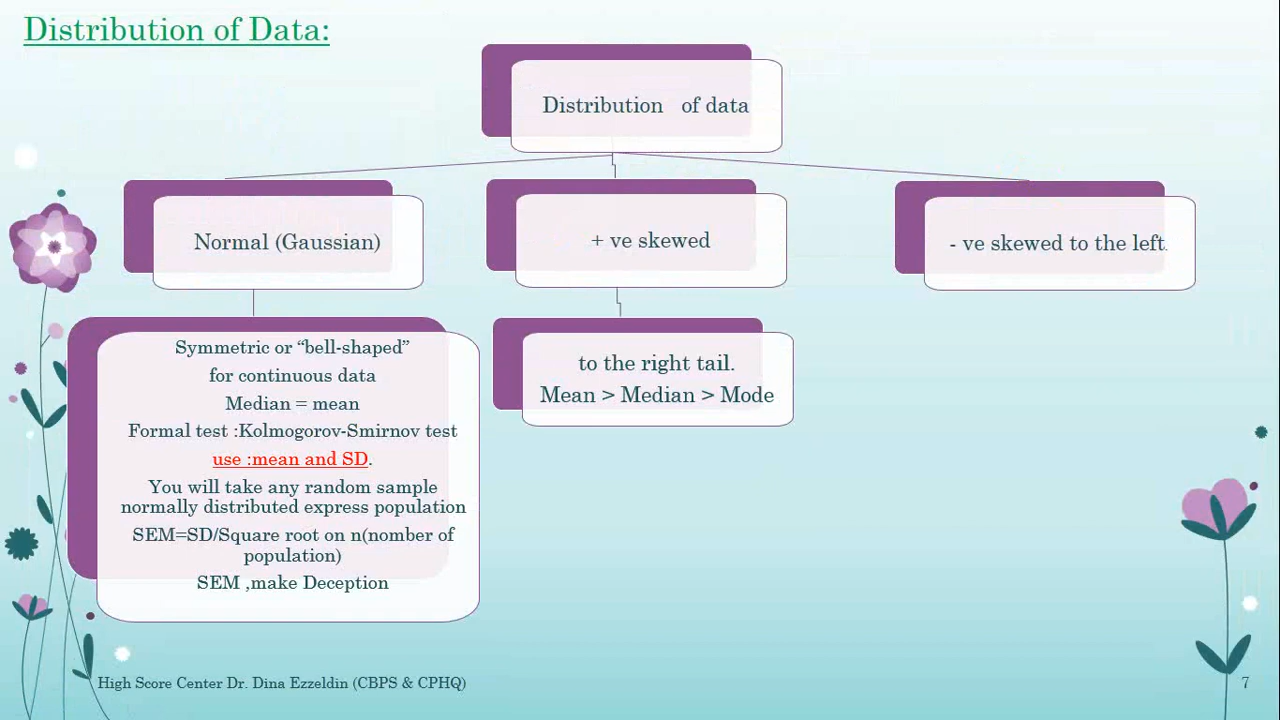 Distribution of Data:
Distribution of data
Normal (Gaussian)
+ ve skewed
- ve skewed to the left.
Symmetric or “bell-shaped”
for continuous data
Median = mean
Formal test :Kolmogorov-Smirnov test
use :mean and SD.
You will take any random sample
normally distributed express population
SEM=SD/Square root on n(nomber of
population)
SEM ,make Deception
to the right tail.
Mean > Median > Mode
High Score Center Dr. Dina Ezzeldin (CBPS & CPHQ)
7